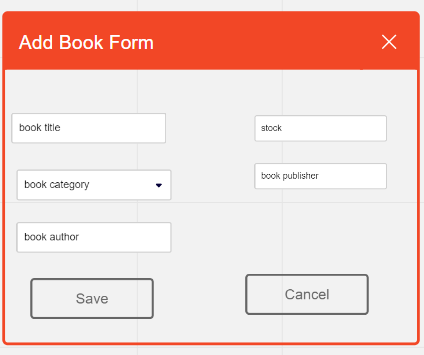 Add Book Form
book title
stock
book category
book publisher
book author
Save
Cancel